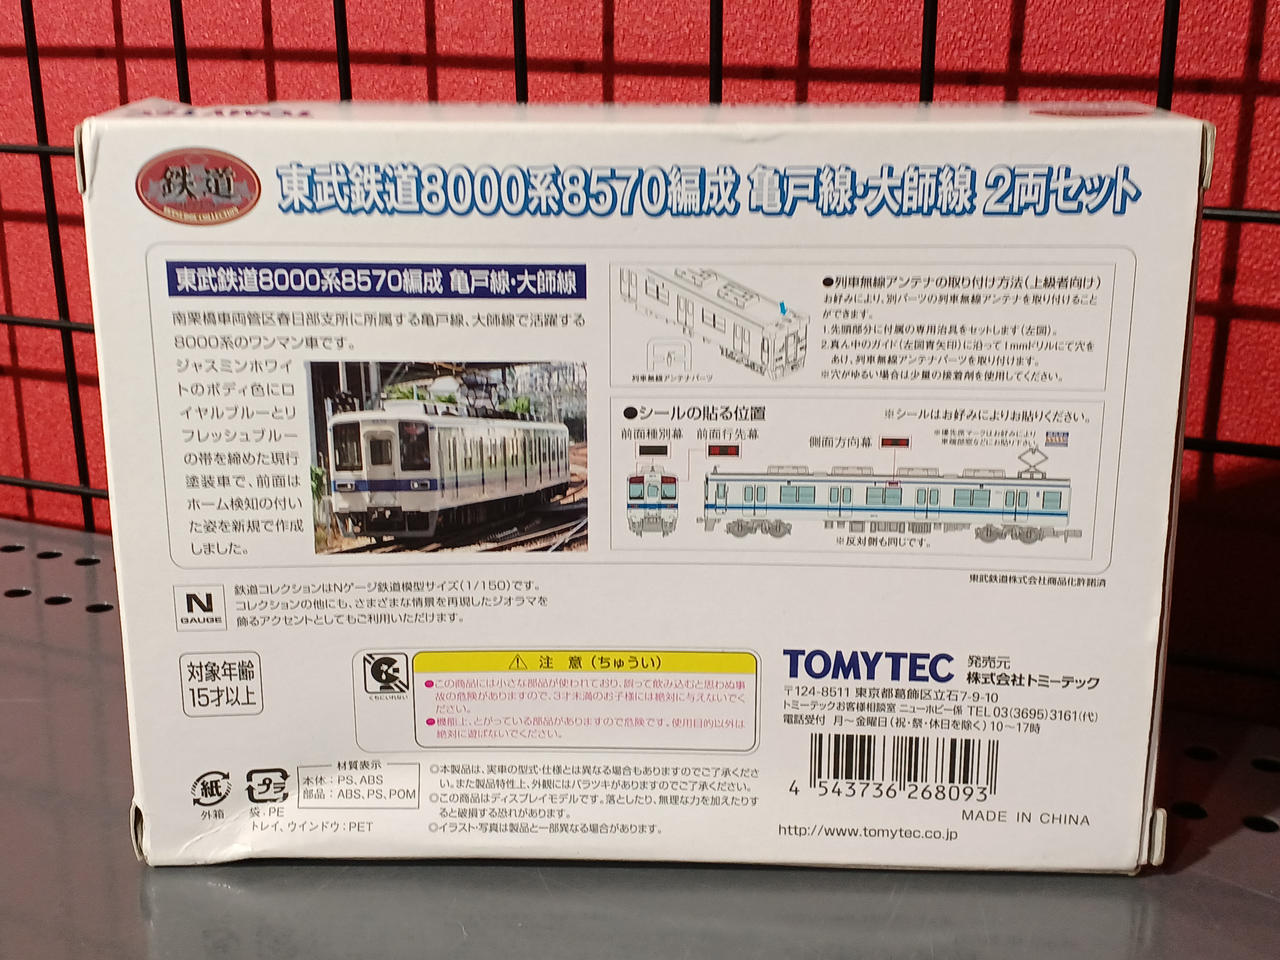 鉄道
東武鉄道8000系8570編成 亀戸線・大師線 2両セット
東武鉄道8000系8570編成 亀戸線・大師線
南栗橋車両管区春日部支所に所属する亀戸線、大師線で活躍する
8000系のワンマン車です。
ジャスミンホワイ
トのボディ色にロ
イヤルブルーとリ
フレッシュブルー
の帯を締めた現行
塗装車で、前面は
ホーム検知の付い
た姿を新規で作成
しました。
列車無線アンテナパーツ
●列車無線アンテナの取り付け方法(上級者向け)
お好みにより、別パーツの列車無線アンテナを取り付けること
ができます。
1.先頭部分に付属の専用治具をセットします(左図)。
2.真ん中のガイド(左図青矢印)に沿って1mmドリルにて穴を
あけ、列車無線アンテナパーツを取り付けます。
※穴がゆるい場合は少量の接着剤を使用してください。
●シールの貼る位置
※シールはお好みによりお貼りください。
前面種別幕 前面行先幕
側面方向幕
※優先席マークはお好みにより
※反対側も同じです。
東武鉄道株式会社商品化許諾済
N
GAUGE
鉄道コレクションはNゲージ鉄道模型サイズ(1/150)です。
コレクションの他にも、さまざまな情景を再現したジオラマを
飾るアクセントとしてもご利用いただけます。
対象年齢
15才以上
くちにいれない
注 意 (ちゅうい)
●この商品には小さな部品が使われており、誤って飲み込むと思わぬ事
故の危険がありますので、3才未満のお子様には絶対に与えないでく
ださい。
●機能上、とがっている部品がありますので危険です。使用目的以外は
絶対に遊ばないでください。
TOMYTEC
発売元
株式会社トミーテック
〒124-8511 東京都葛飾区立石7-9-10
トミーテックお客様相談室 ニューホビー係 TEL 03(3695)3161(代)
電話受付 月～金曜日(祝・祭・休日を除く)10～17時
4 543736 268093
MADE IN CHINA
http://www.tomytec.co.jp
紙
外箱
プラ
袋:PE
トレイ、ウインドウ:PET
材質表示
本体:PS、ABS
部品:ABS、PS、POM
◎本製品は、実車の型式・仕様とは異なる場合もありますのでご了承くださ
い。また製品特性上、外観にはバラツキがありますのでご了承ください。
◎この商品はディスプレイモデルです。落としたり、無理な力を加えたりす
ると破損する恐れがあります。
◎イラスト・写真は製品と一部異なる場合があります。